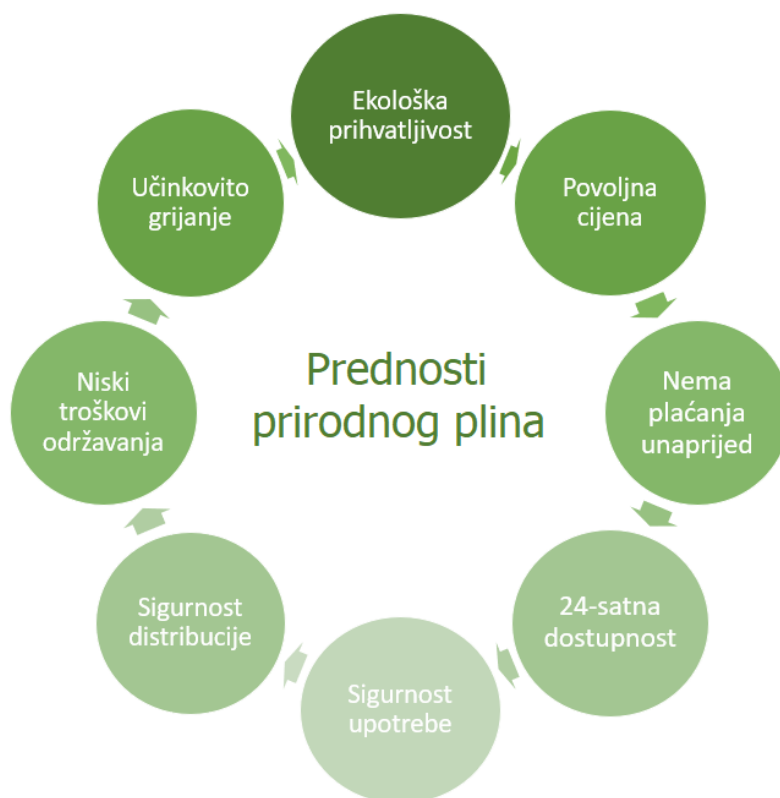 Ekološka
prihvatljivost
Povoljna
cijena
Nema
plaćanja
unaprijed
24-satna
dostupnost
Sigurnost
upotrebe
Sigurnost
distribucije
Niski
troškovi
održavanja
Učinkovito
grijanje
Prednosti
prirodnog plina